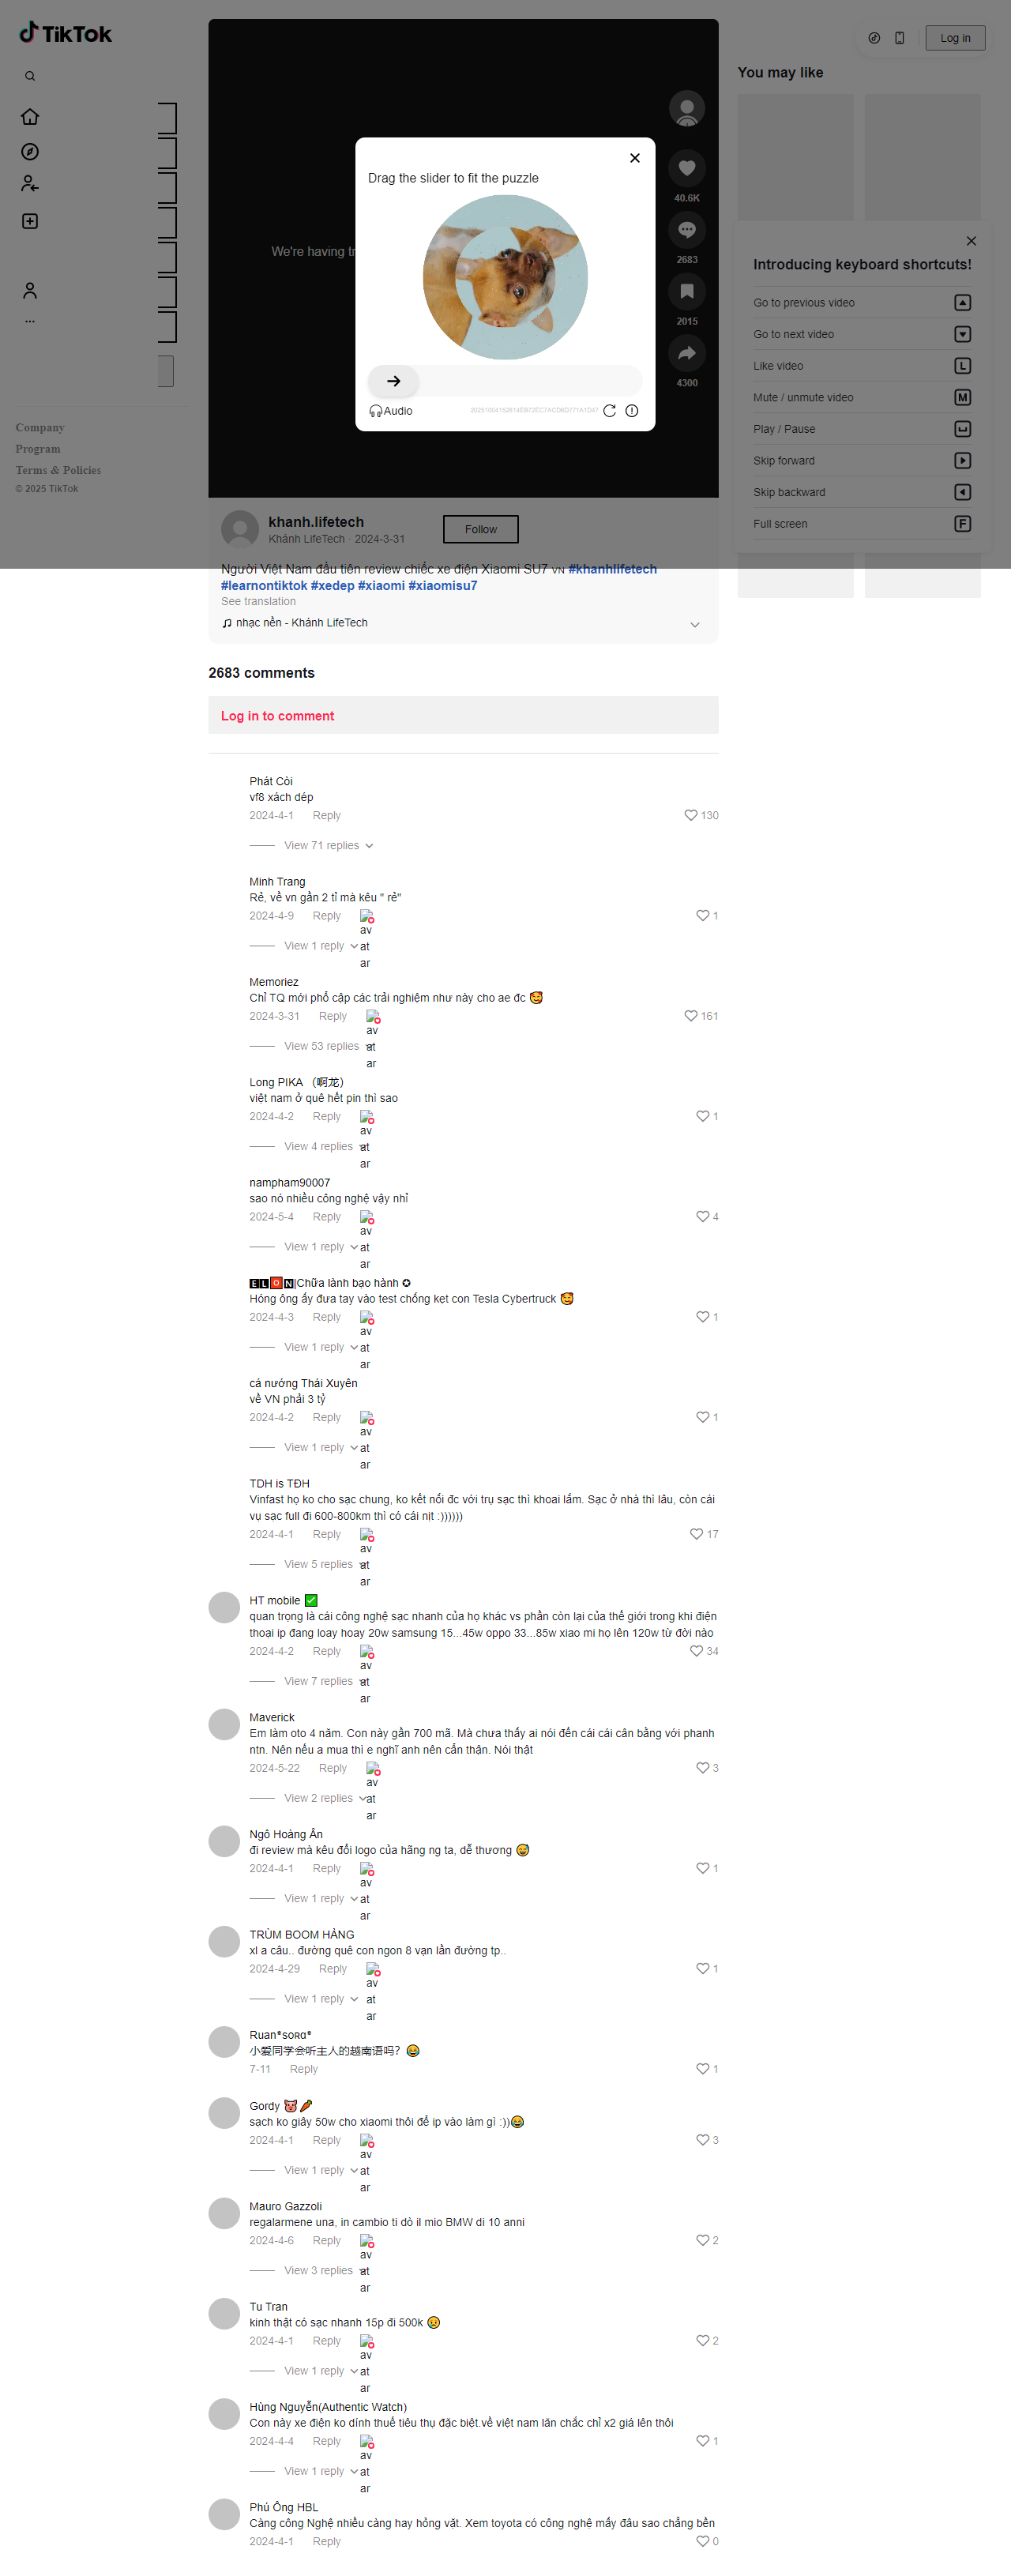 TikTok
Log in
You may like
We're having tr
Drag the slider to fit the puzzle
Audio
40.6K
2683
2015
4300
Introducing keyboard shortcuts!
Go to previous video
Go to next video
Like video
L
Mute / unmute video
M
Play / Pause
Skip forward
Skip backward
Full screen
F
Company
Program
Terms & Policies
© 2025 TikTok
khanh.lifetech
Khánh LifeTech · 2024-3-31
Follow
Người Việt Nam đầu tiên review chiếc xe điện Xiaomi SU7 VN #khanhlifetech
#learnontiktok #xedep #xiaomi #xiaomisu7
See translation
nhạc nền - Khánh LifeTech
2683 comments
Log in to comment
Phát Còi
vf8 xách dép
2024-4-1 Reply 130
View 71 replies
Minh Trang
Rẻ, về vn gần 2 tỉ mà kêu " rẻ"
2024-4-9 Reply avatar 1
View 1 reply
Memoriez
Chỉ TQ mới phổ cập các trải nghiệm như này cho ae đc 🥰
2024-3-31 Reply avatar 161
View 53 replies
Long PIKA （啊龙）
việt nam ở quê hết pin thì sao
2024-4-2 Reply avatar 1
View 4 replies
nampham90007
sao nó nhiều công nghệ vậy nhỉ
2024-5-4 Reply avatar 1 4
View 1 reply
🅴🅻🅾️🅽|Chữa lành bạo hành ✪
Hóng ông ấy đưa tay vào test chống kẹt con Tesla Cybertruck 🥰
2024-4-3 Reply avatar 1
View 1 reply
cá nướng Thái Xuyên
về VN phải 3 tỷ
2024-4-2 Reply avatar 1
View 1 reply
TDH is TĐH
Vinfast họ ko cho sạc chung, ko kết nối đc với trụ sạc thì khoai lắm. Sạc ở nhà thì lâu, còn cái
vụ sạc full đi 600-800km thì có cái nịt :))))))
2024-4-1 Reply avatar 17
View 5 replies
HT mobile ✅
quan trọng là cái công nghệ sạc nhanh của họ khác vs phần còn lại của thế giới trong khi điện
thoại ip đang loay hoay 20w samsung 15...45w oppo 33...85w xiao mi họ lên 120w từ đời nào
2024-4-2 Reply avatar 34
View 7 replies
Maverick
Em làm oto 4 năm. Con này gần 700 mã. Mà chưa thấy ai nói đến cái cái cân bằng với phanh
ntn. Nên nếu a mua thì e nghĩ anh nên cẩn thận. Nói thật
2024-5-22 Reply avatar 3
View 2 replies
Ngô Hoàng Ân
đi review mà kêu đổi logo của hãng ng ta, dễ thương 😅
2024-4-1 Reply avatar 1
View 1 reply
TRÙM BOOM HÀNG
xl a câu.. đường quê con ngon 8 vạn lần đường tp..
2024-4-29 Reply avatar 1
View 1 reply
Ruan*soʀɑ*
小爱同学会听主人的越南语吗？😂
7-11 Reply 1
Gordy 🐷🥕
sạch ko giây 50w cho xiaomi thôi để ip vào làm gì :))😂
2024-4-1 Reply avatar 3
View 1 reply
Mauro Gazzoli
regalarmene una, in cambio ti dò il mio BMW di 10 anni
2024-4-6 Reply avatar 2
View 3 replies
Tu Tran
kinh thật có sạc nhanh 15p đi 500k 😥
2024-4-1 Reply avatar 2
View 1 reply
Hùng Nguyễn(Authentic Watch)
Con này xe điện ko dính thuế tiêu thụ đặc biệt.về việt nam lăn chắc chỉ x2 giá lên thôi
2024-4-4 Reply avatar 1
View 1 reply
Phú Ông HBL
Càng công Nghệ nhiều càng hay hỏng vặt. Xem toyota có công nghệ mấy đâu sao chẳng bền
2024-4-1 Reply 0